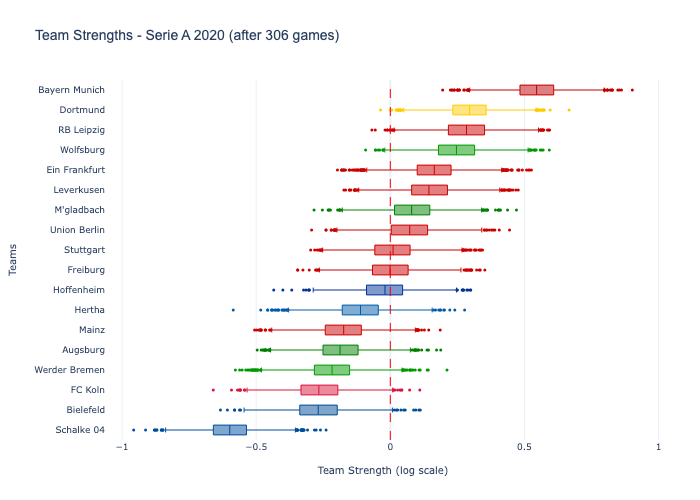 Team Strengths - Serie A 2020 (after 306 games)
Bayern Munich
Dortmund
RB Leipzig
Wolfsburg
Ein Frankfurt
Leverkusen
M'gladbach
Union Berlin
Stuttgart
Freiburg
Hoffenheim
Hertha
Mainz
Augsburg
Werder Bremen
FC Koln
Bielefeld
Schalke 04
Teams
−1 −0.5 0 0.5 1
Team Strength (log scale)